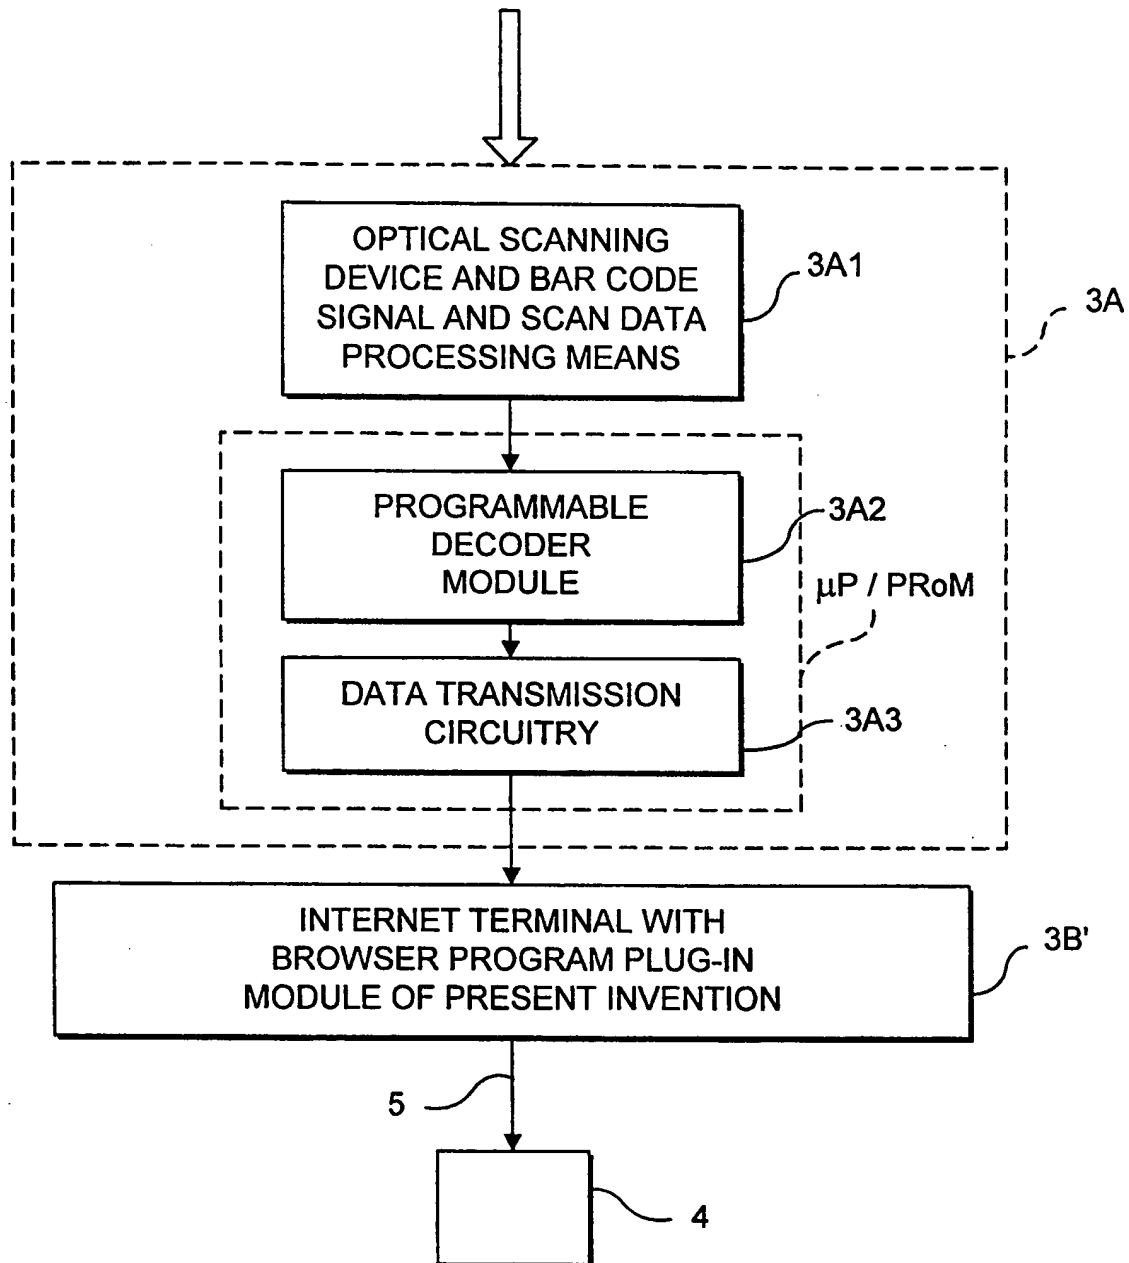 OPTICAL SCANNING
DEVICE AND BAR CODE
SIGNAL AND SCAN DATA
PROCESSING MEANS
3A1
3A
PROGRAMMABLE
DECODER
MODULE
3A2
μP / PRoM
DATA TRANSMISSION
CIRCUITRY
3A3
INTERNET TERMINAL WITH
BROWSER PROGRAM PLUG-IN
MODULE OF PRESENT INVENTION
3B'
5
4